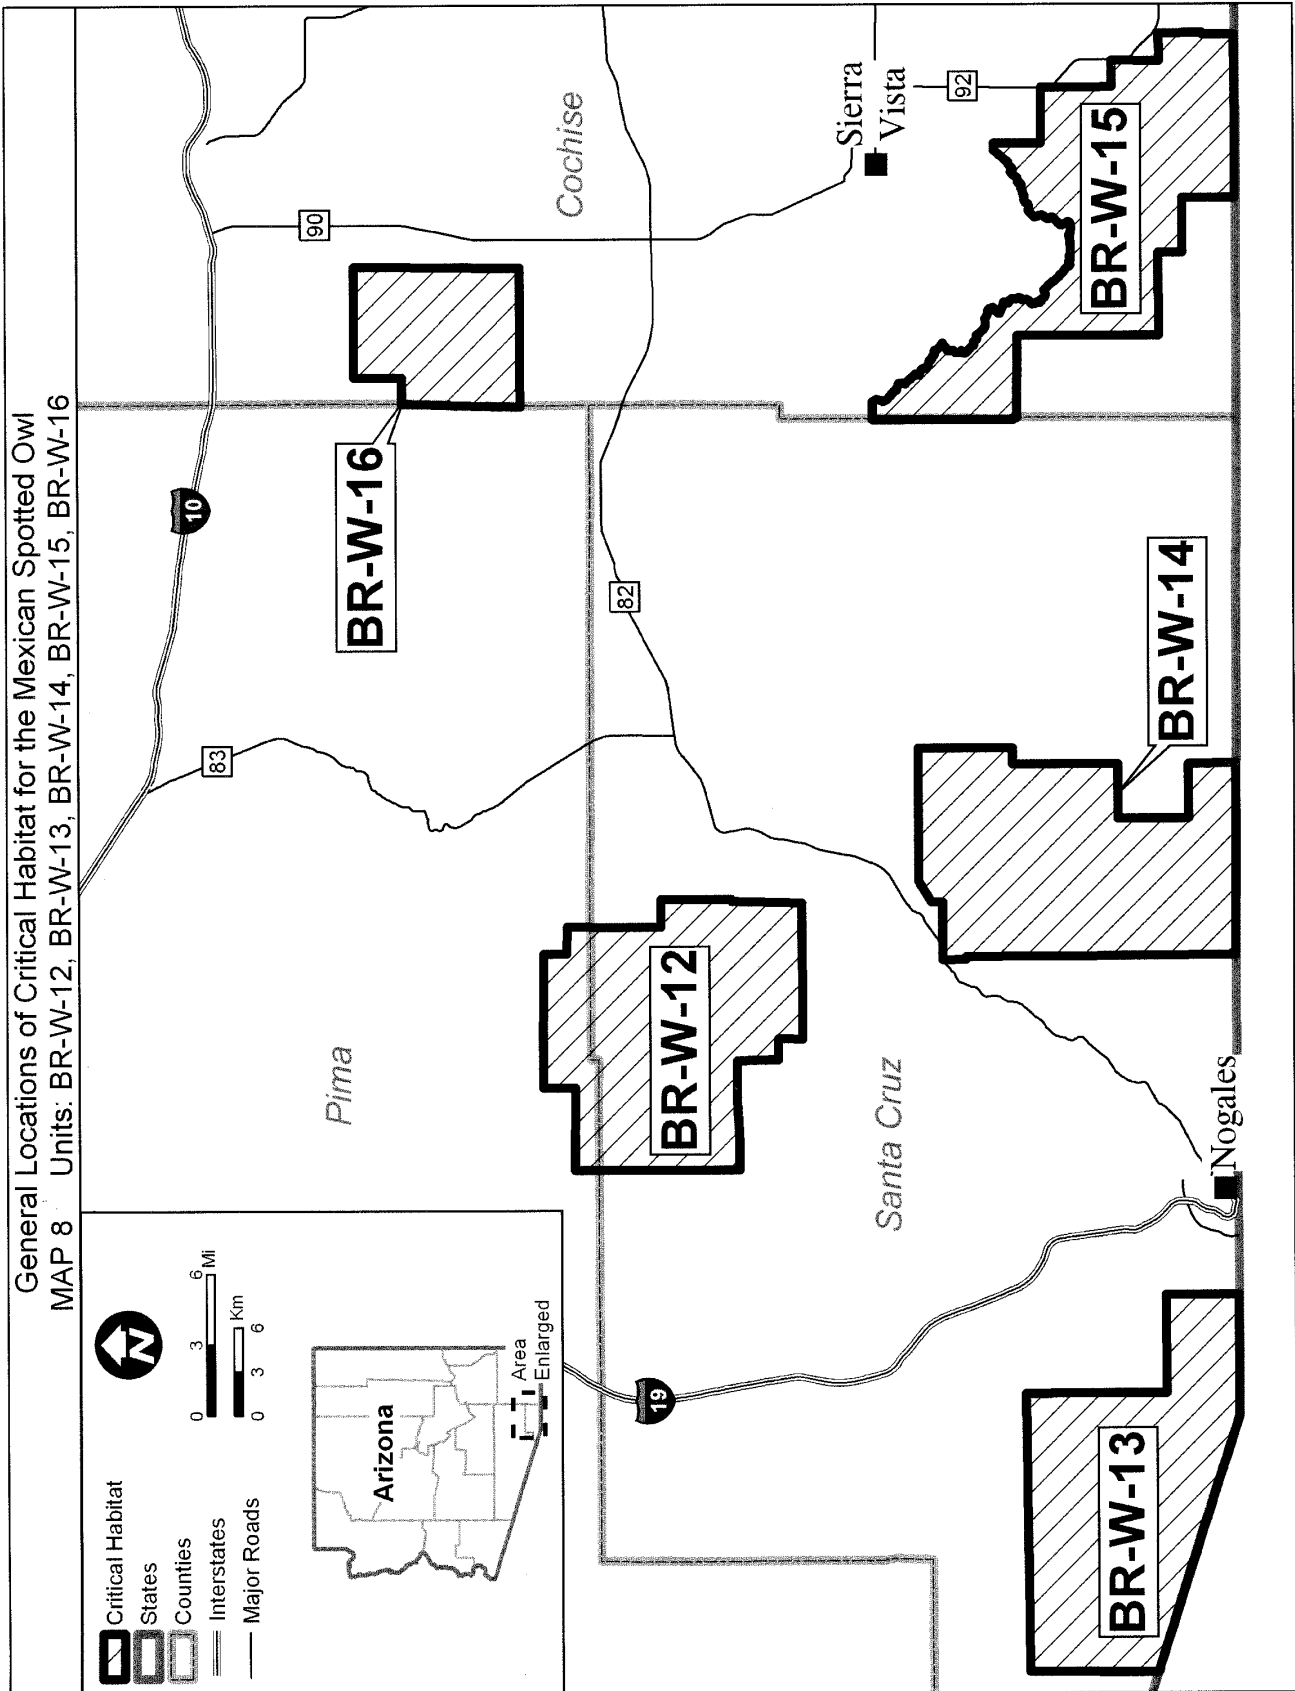 General Locations of Critical Habitat for the Mexican Spotted Owl
MAP 8 Units: BR-W-12, BR-W-13, BR-W-14, BR-W-15, BR-W-16
Critical Habitat
States
Counties
Interstates
Major Roads
N
0 3 6 Mi
Km
0 3 6
Arizona
Area
Enlarged
Pima
83
10
BR-W-16
90
Cochise
19
BR-W-12
82
Santa Cruz
Sierra
Vista
92
BR-W-13
Nogales
BR-W-14
BR-W-15